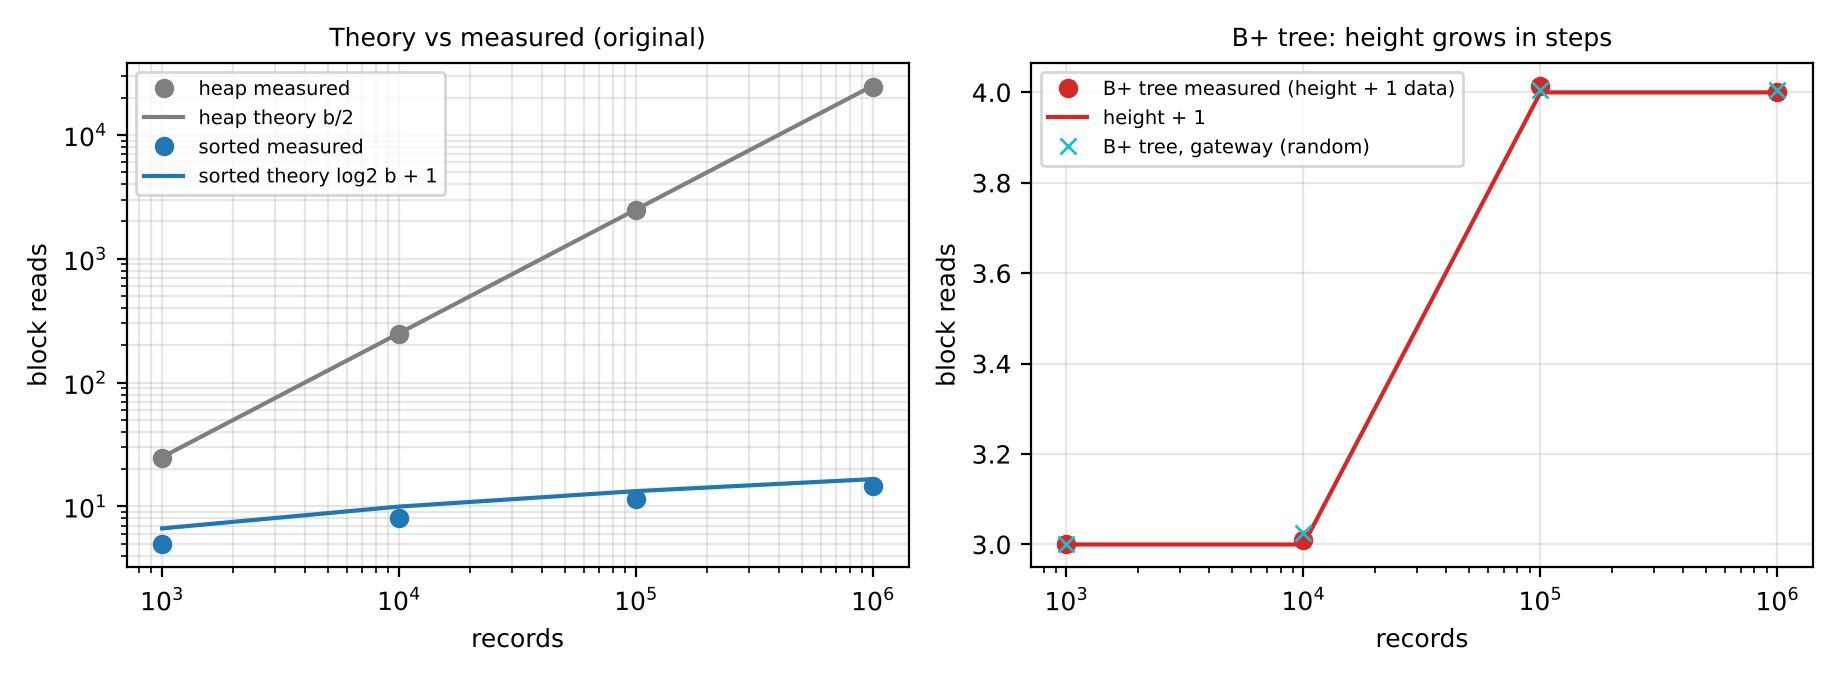 Theory vs measured (original)
heap measured
heap theory b/2
sorted measured
sorted theory log2 b + 1
10⁴
10³
10²
10¹
block reads
10³ 10⁴ 10⁵ 10⁶
records
B+ tree: height grows in steps
B+ tree measured (height + 1 data)
height + 1
B+ tree, gateway (random)
4.0
3.8
3.6
3.4
3.2
3.0
block reads
10³ 10⁴ 10⁵ 10⁶
records